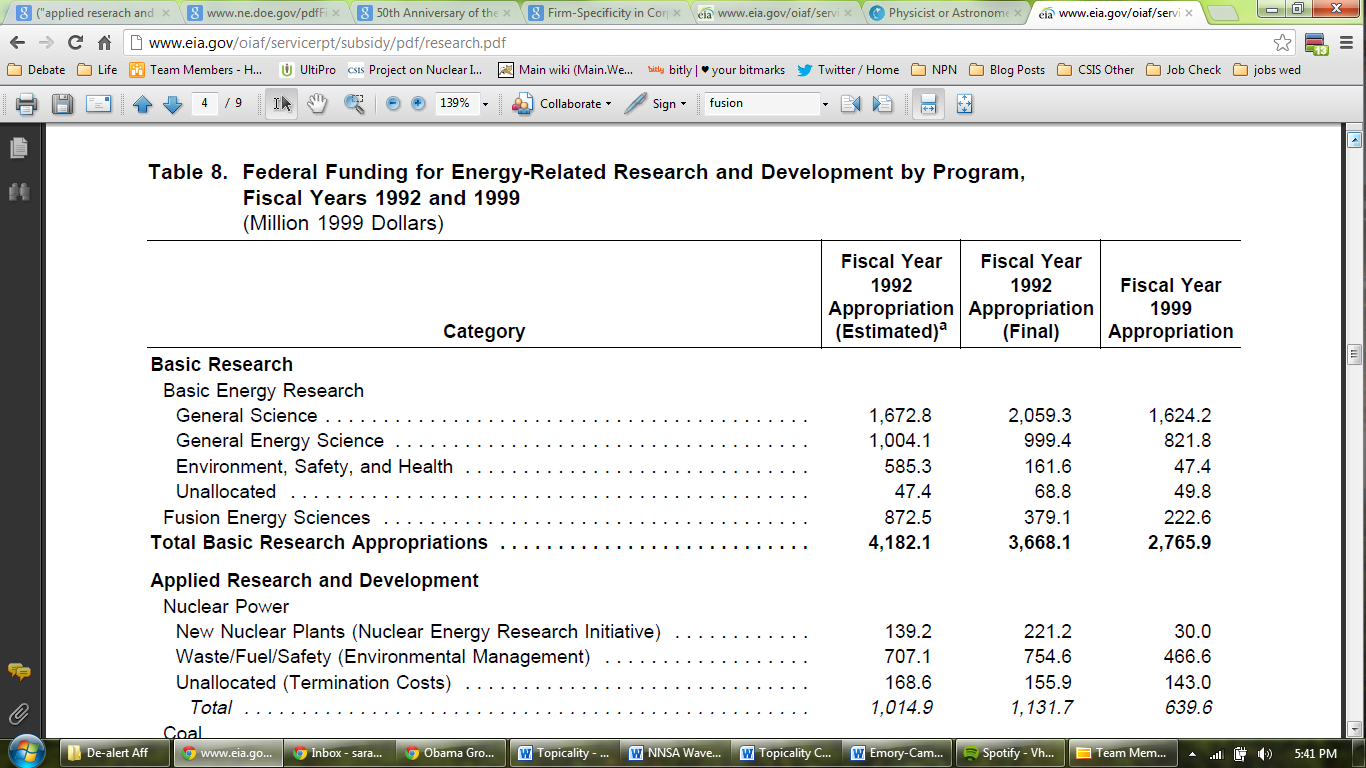 ("applied reserach and
www.ne.doe.gov/pdfFi
50th Anniversary of the
Firm-Specificity in Cor
www.eia.gov/oiaf/servi
Physicist or Astronome
eia www.eia.gov/oiaf/servi
www.eia.gov/oiaf/servicerpt/subsidy/pdf/research.pdf
13
Debate Life Team Members - H... UltiPro CSIS Project on Nuclear I... Main wiki (Main.We... bitly bitly | ♥ your bitmarks Twitter / Home NPN Blog Posts CSIS Other Job Check jobs wed
4 / 9 139% Collaborate Sign fusion
Table 8. Federal Funding for Energy-Related Research and Development by Program,
Fiscal Years 1992 and 1999
(Million 1999 Dollars)
Category
Fiscal Year
1992
Appropriation
(Estimated)a
Fiscal Year
1992
Appropriation
(Final)
Fiscal Year
1999
Appropriation
Basic Research
Basic Energy Research
General Science . . . . . . . . . . 1,672.8 2,059.3 1,624.2
General Energy Science . . . . . . . . . . 1,004.1 999.4 821.8
Environment, Safety, and Health . . . . . . . . . . 585.3 161.6 47.4
Unallocated . . . . . . . . . . 47.4 68.8 49.8
Fusion Energy Sciences . . . . . . . . . . 872.5 379.1 222.6
Total Basic Research Appropriations . . . . . . . . . . 4,182.1 3,668.1 2,765.9
Applied Research and Development
Nuclear Power
New Nuclear Plants (Nuclear Energy Research Initiative) . . . . . . . . . . 139.2 221.2 30.0
Waste/Fuel/Safety (Environmental Management) . . . . . . . . . . 707.1 754.6 466.6
Unallocated (Termination Costs) . . . . . . . . . . 168.6 155.9 143.0
Total . . . . . . . . . . 1,014.9 1,131.7 639.6
Coal
De-alert Aff www.eia.go... Inbox - sara... Obama Gro... Topicality - ... NNSA Wave... Topicality C... Emory-Cam... Spotify - Vh... Team Mem... 5:41 PM